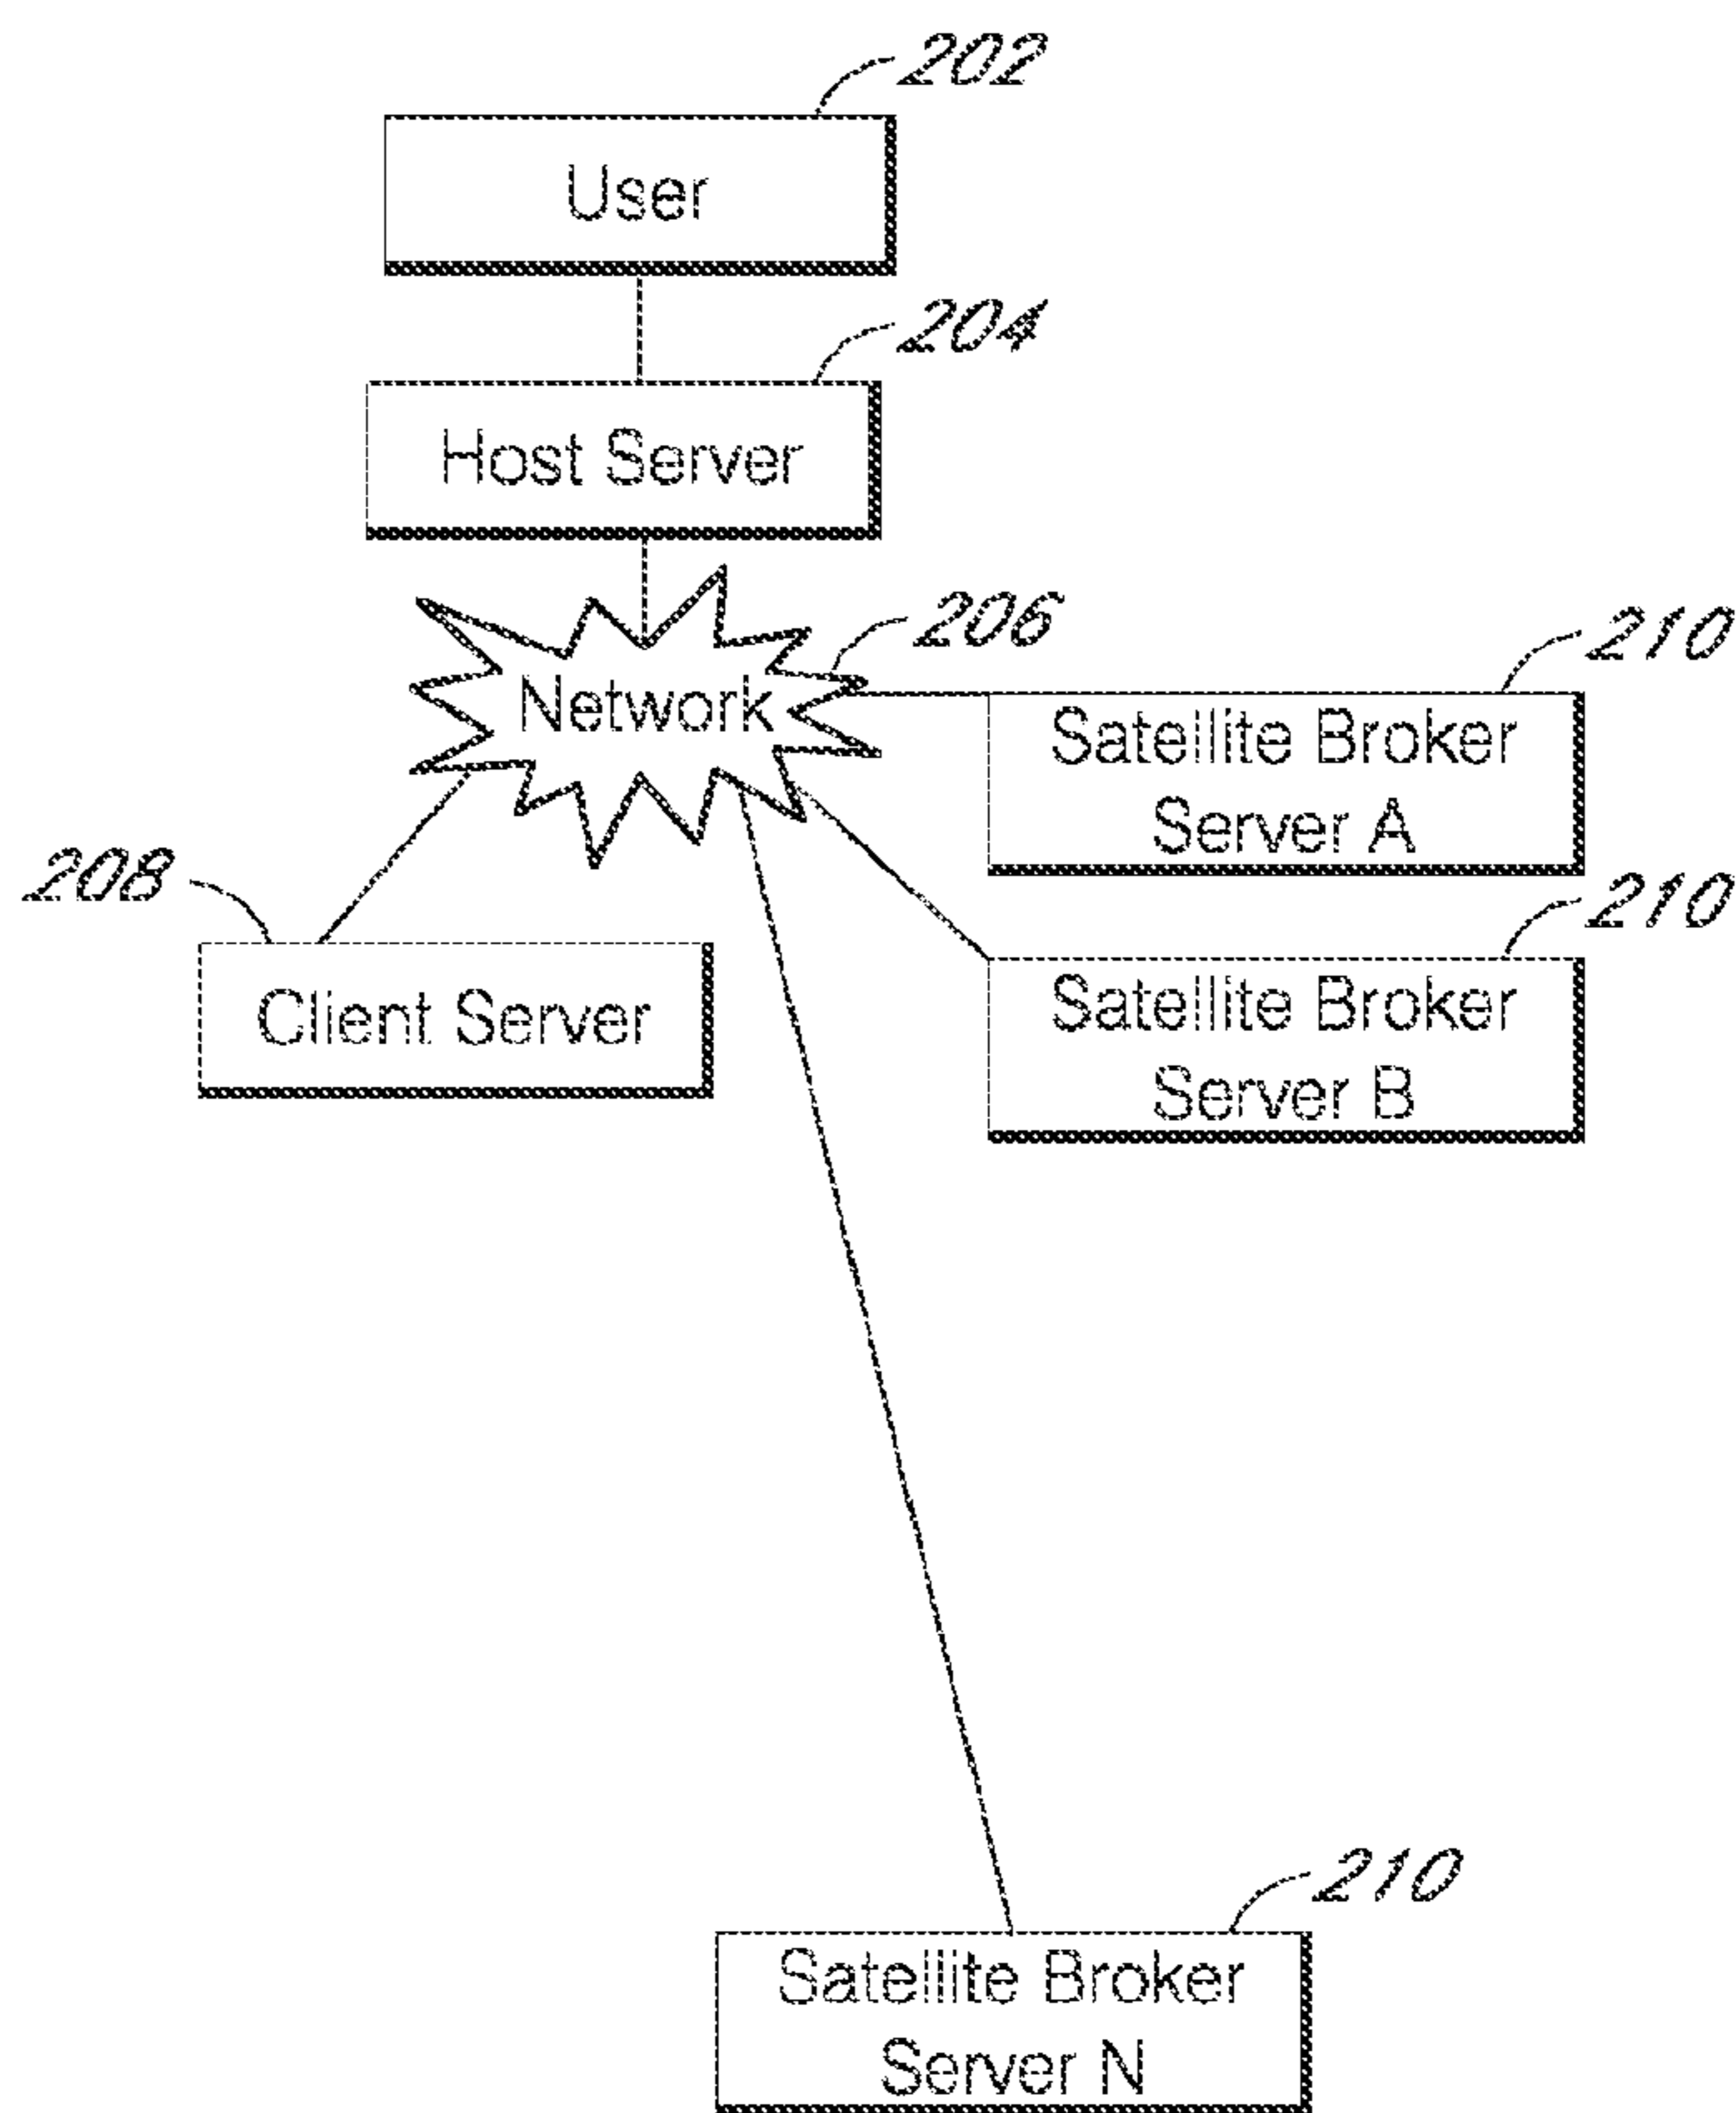 202
User
204
Host Server
206
Network
210
Satellite Broker
Server A
208
Client Server
210
Satellite Broker
Server B
210
Satellite Broker
Server N